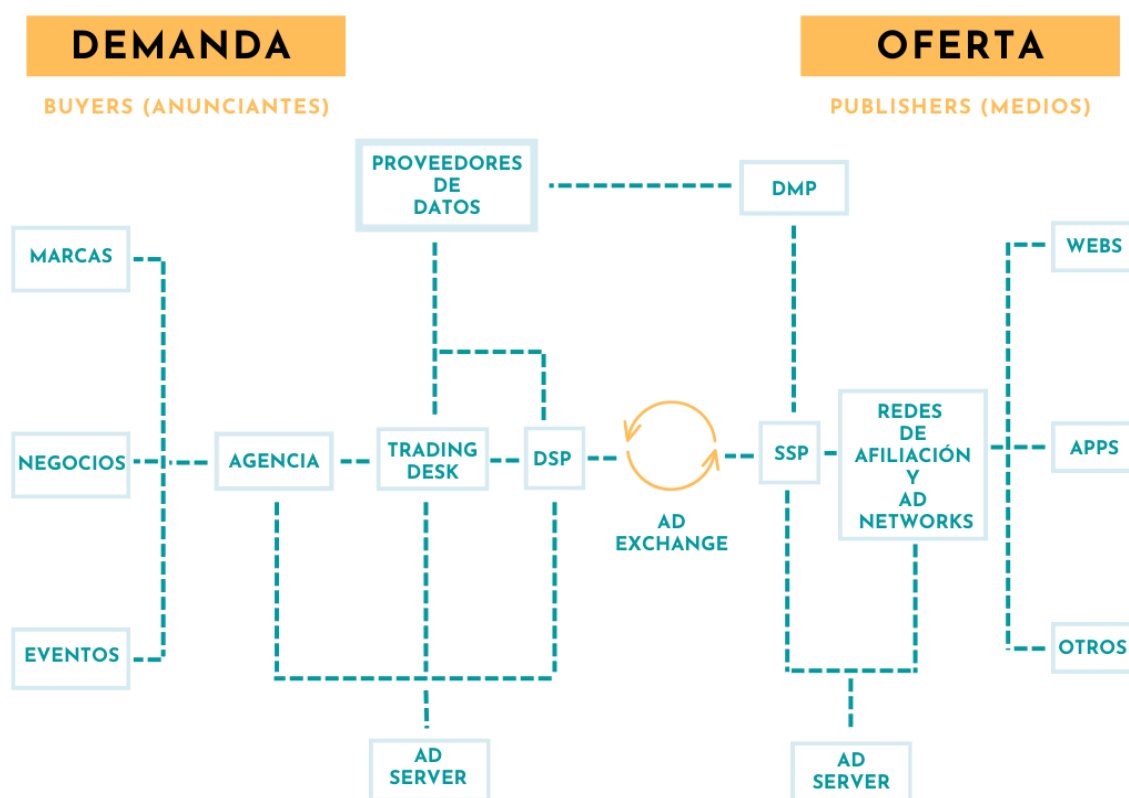 DEMANDA
OFERTA
BUYERS (ANUNCIANTES)
PUBLISHERS (MEDIOS)
PROVEEDORES
DE
DATOS
DMP
MARCAS
WEBS
NEGOCIOS
AGENCIA
TRADING
DESK
DSP
AD
EXCHANGE
SSP
REDES
DE
AFILIACIÓN
Y
AD
NETWORKS
APPS
EVENTOS
OTROS
AD
SERVER
AD
SERVER